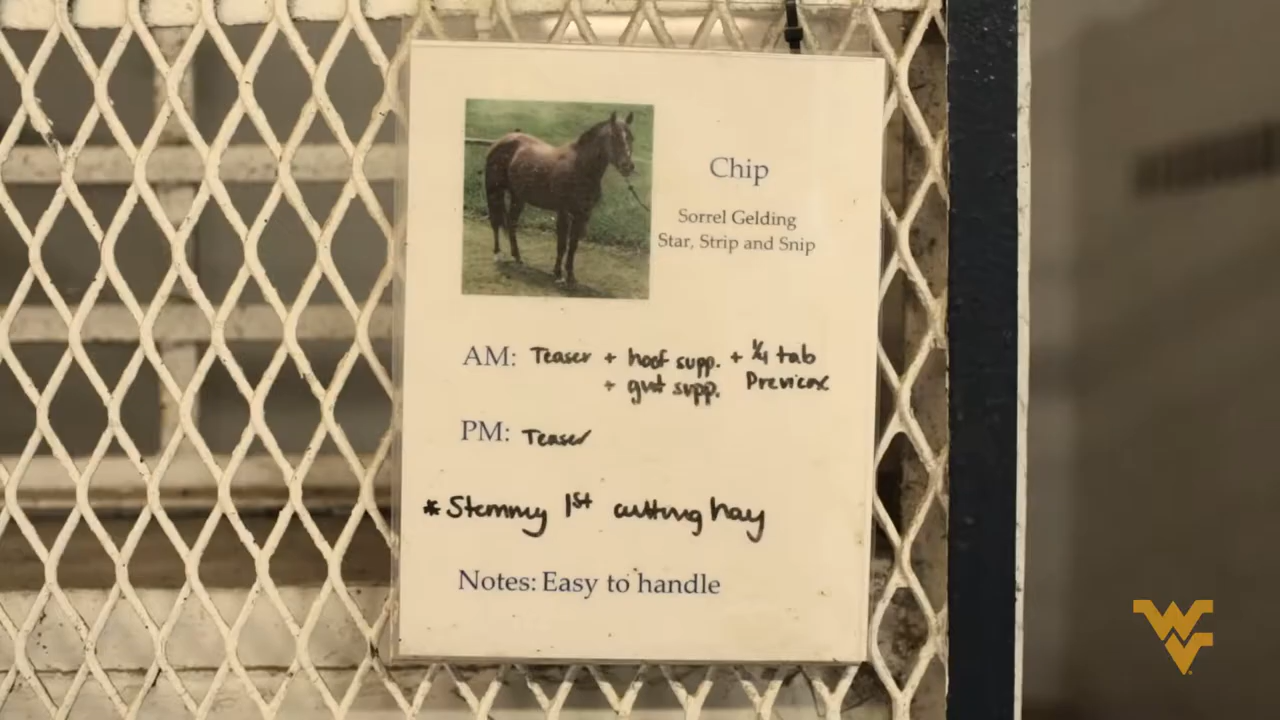 Chip
Sorrel Gelding
Star, Strip and Snip
AM: Teaser + hoof supp. + ¼ tab
+ gut supp. Previcox
PM: Teaser
*Stemmy 1st cutting hay
Notes: Easy to handle
WV